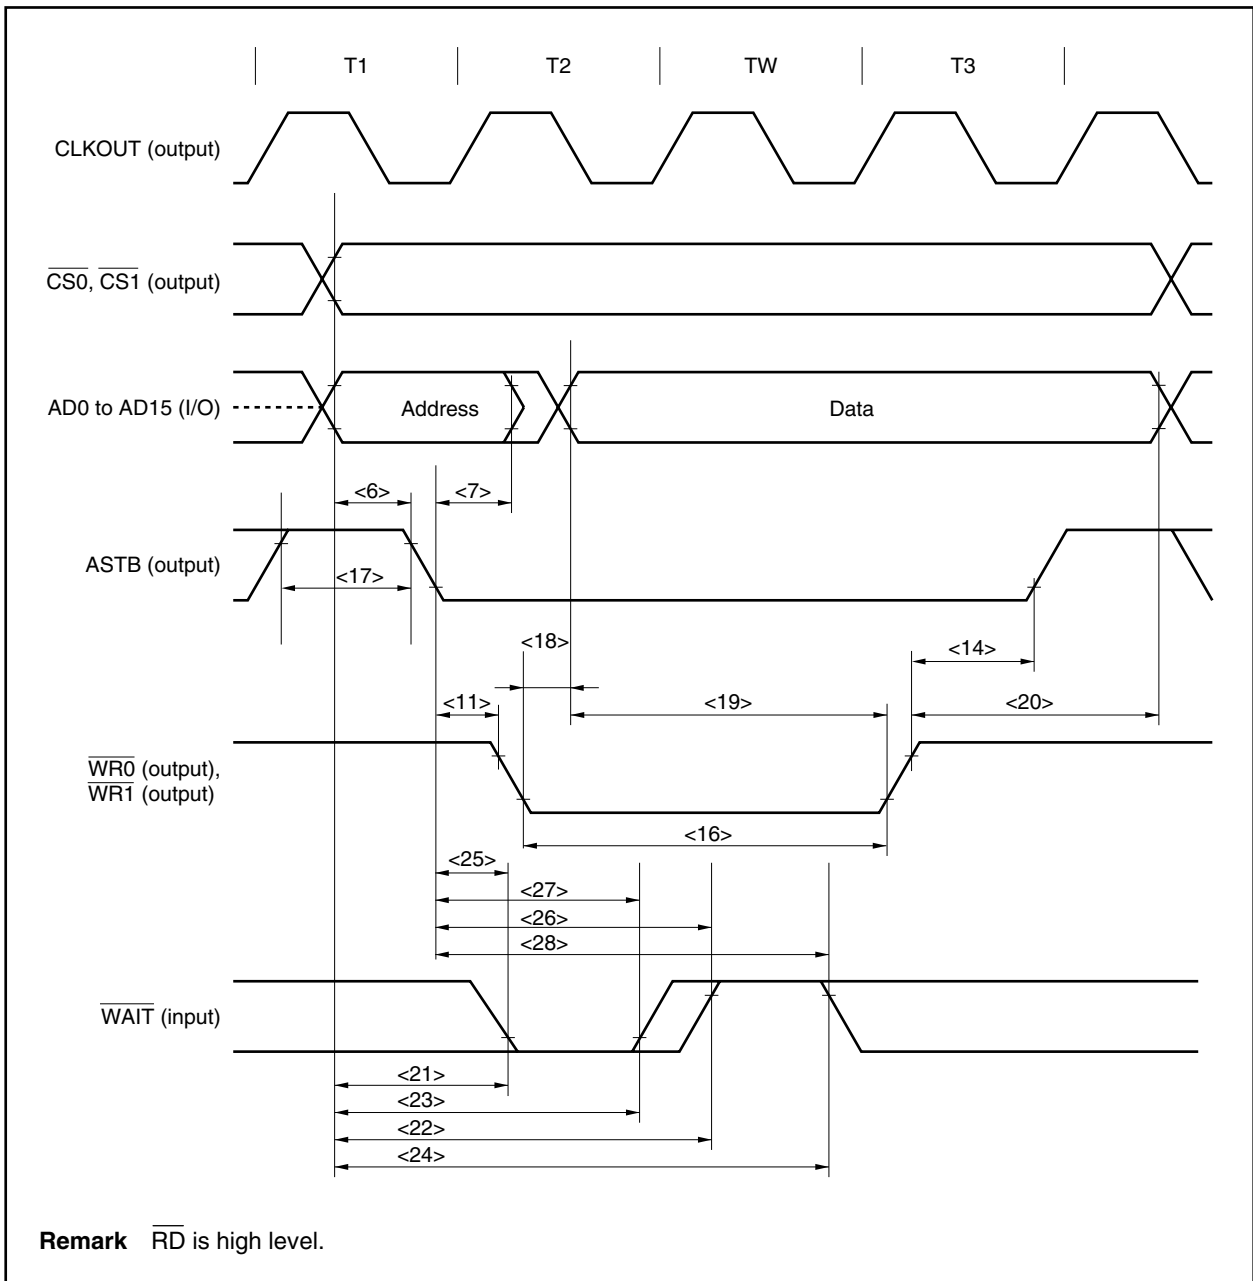 T1 T2 TW T3
CLKOUT (output)
CS0, CS1 (output)
AD0 to AD15 (I/O) Address Data
<6> <7>
ASTB (output)
<17>
<18> <14>
<11> <19> <20>
WR0 (output),
WR1 (output)
<16>
<25>
<27>
<26>
<28>
WAIT (input)
<21>
<23>
<22>
<24>
Remark RD is high level.